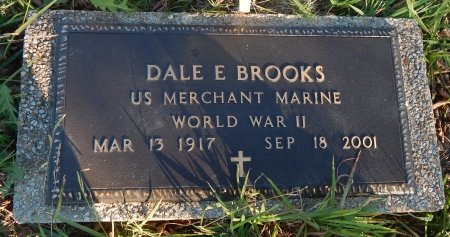 DALE E BROOKS
US MERCHANT MARINE
WORLD WAR II
MAR 13 1917 SEP 18 2001